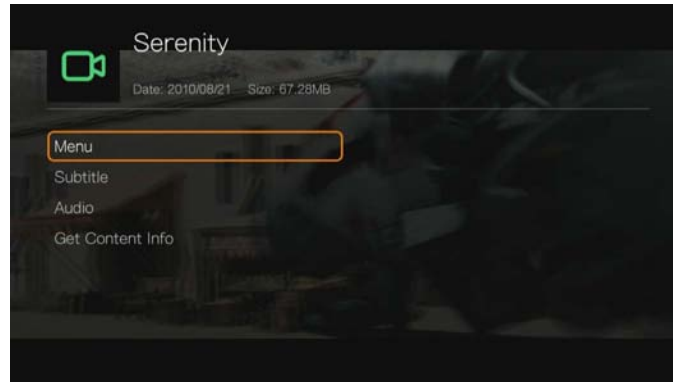 Serenity
Date: 2010/08/21 Size: 67.28MB
Menu
Subtitle
Audio
Get Content Info